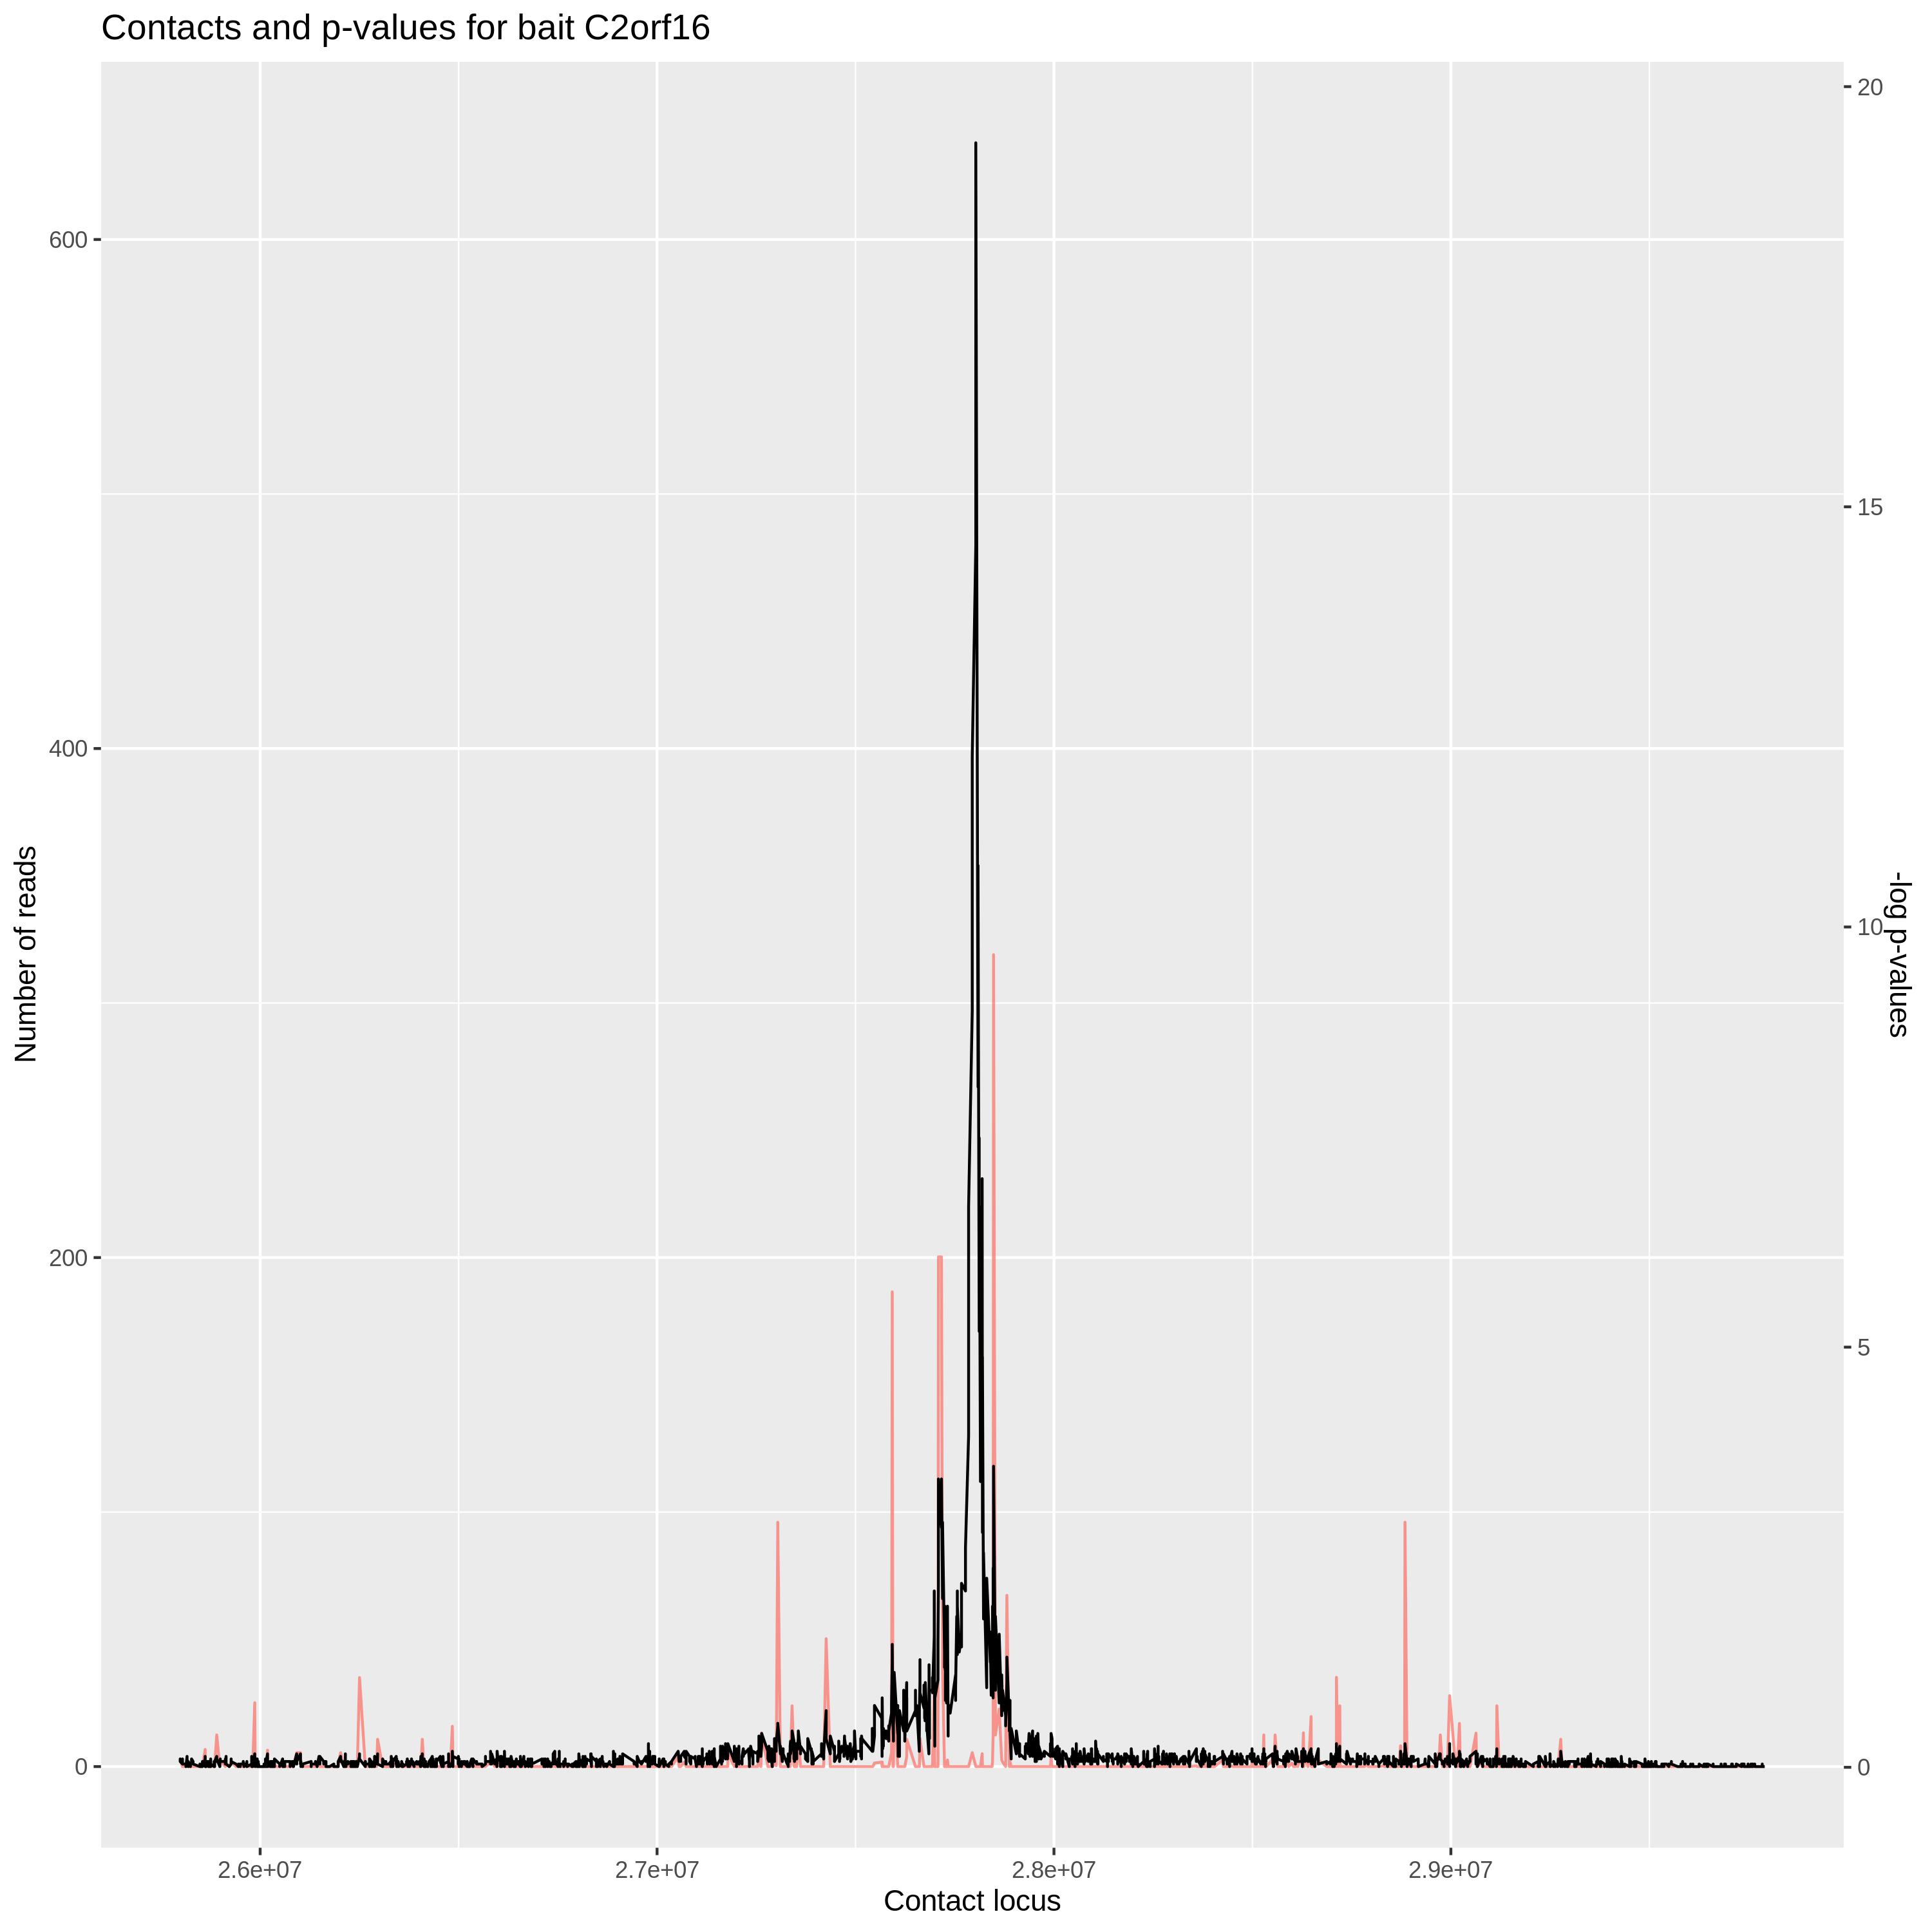 Contacts and p-values for bait C2orf16
600
400
200
0
Number of reads
20
15
10
5
0
-log p-values
2.6e+07
2.7e+07
2.8e+07
2.9e+07
Contact locus